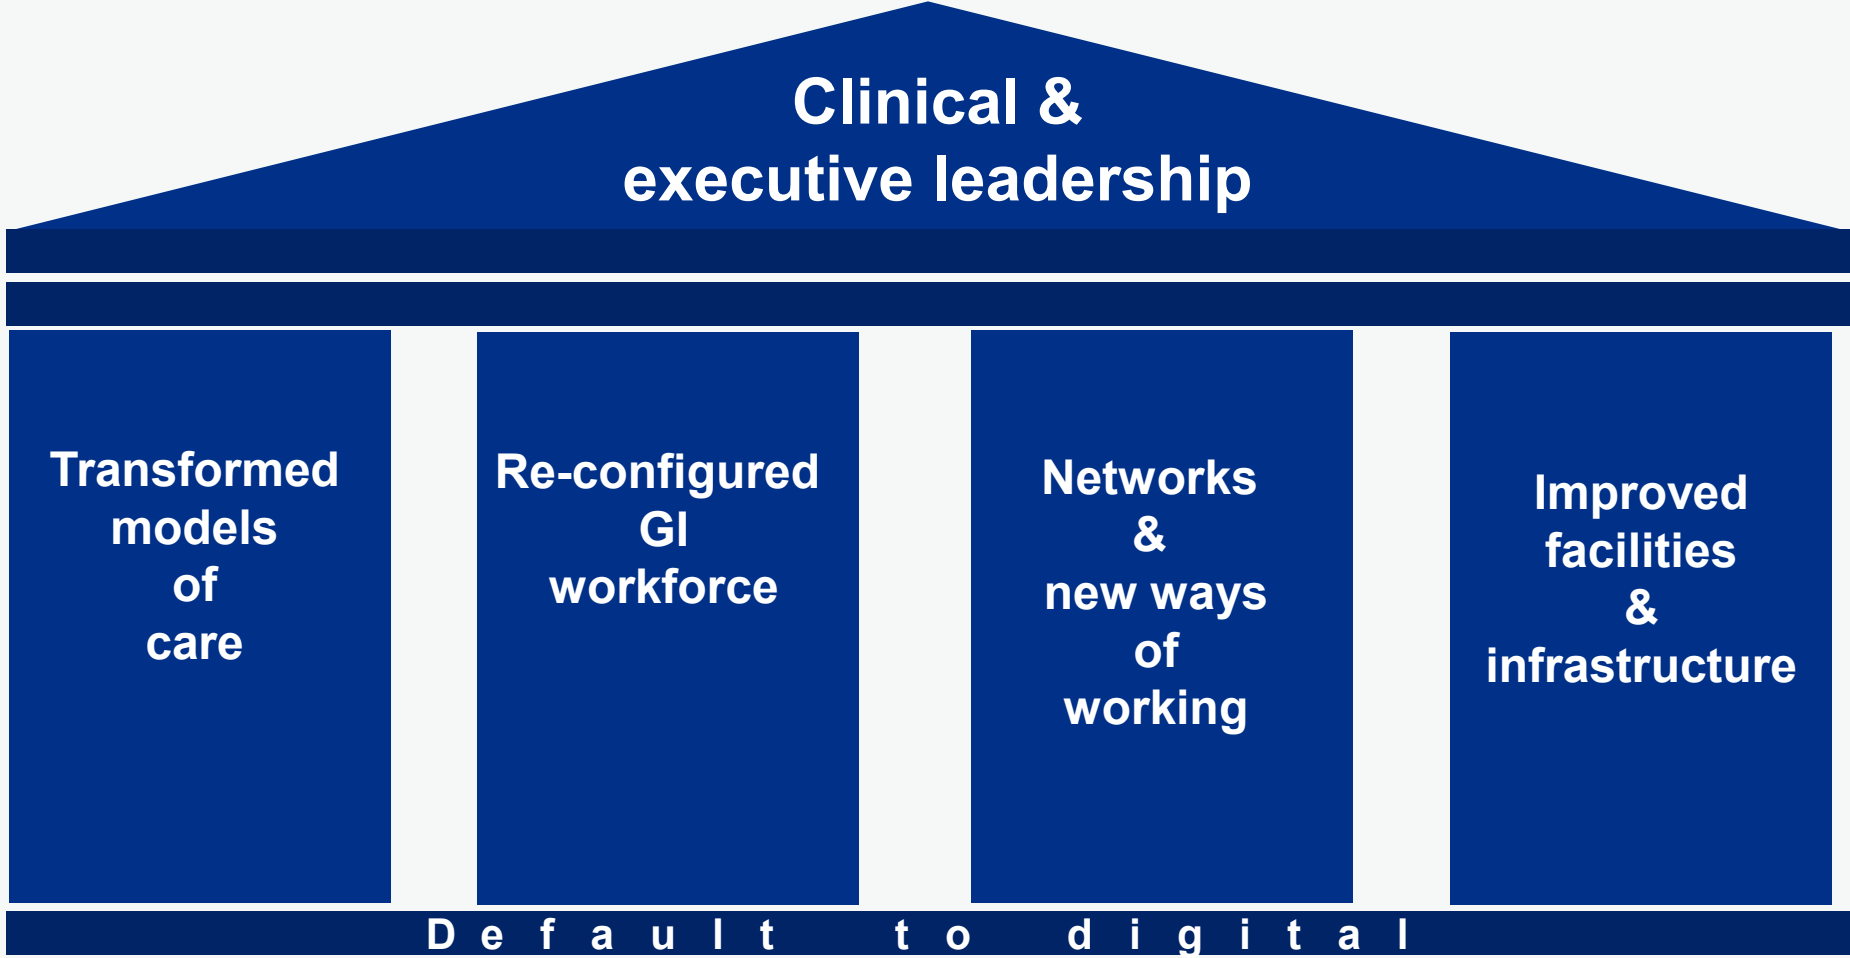 Clinical &
executive leadership
Transformed
models
of
care
Re-configured
GI
workforce
Networks
&
new ways
of
working
Improved
facilities
&
infrastructure
Default to digital